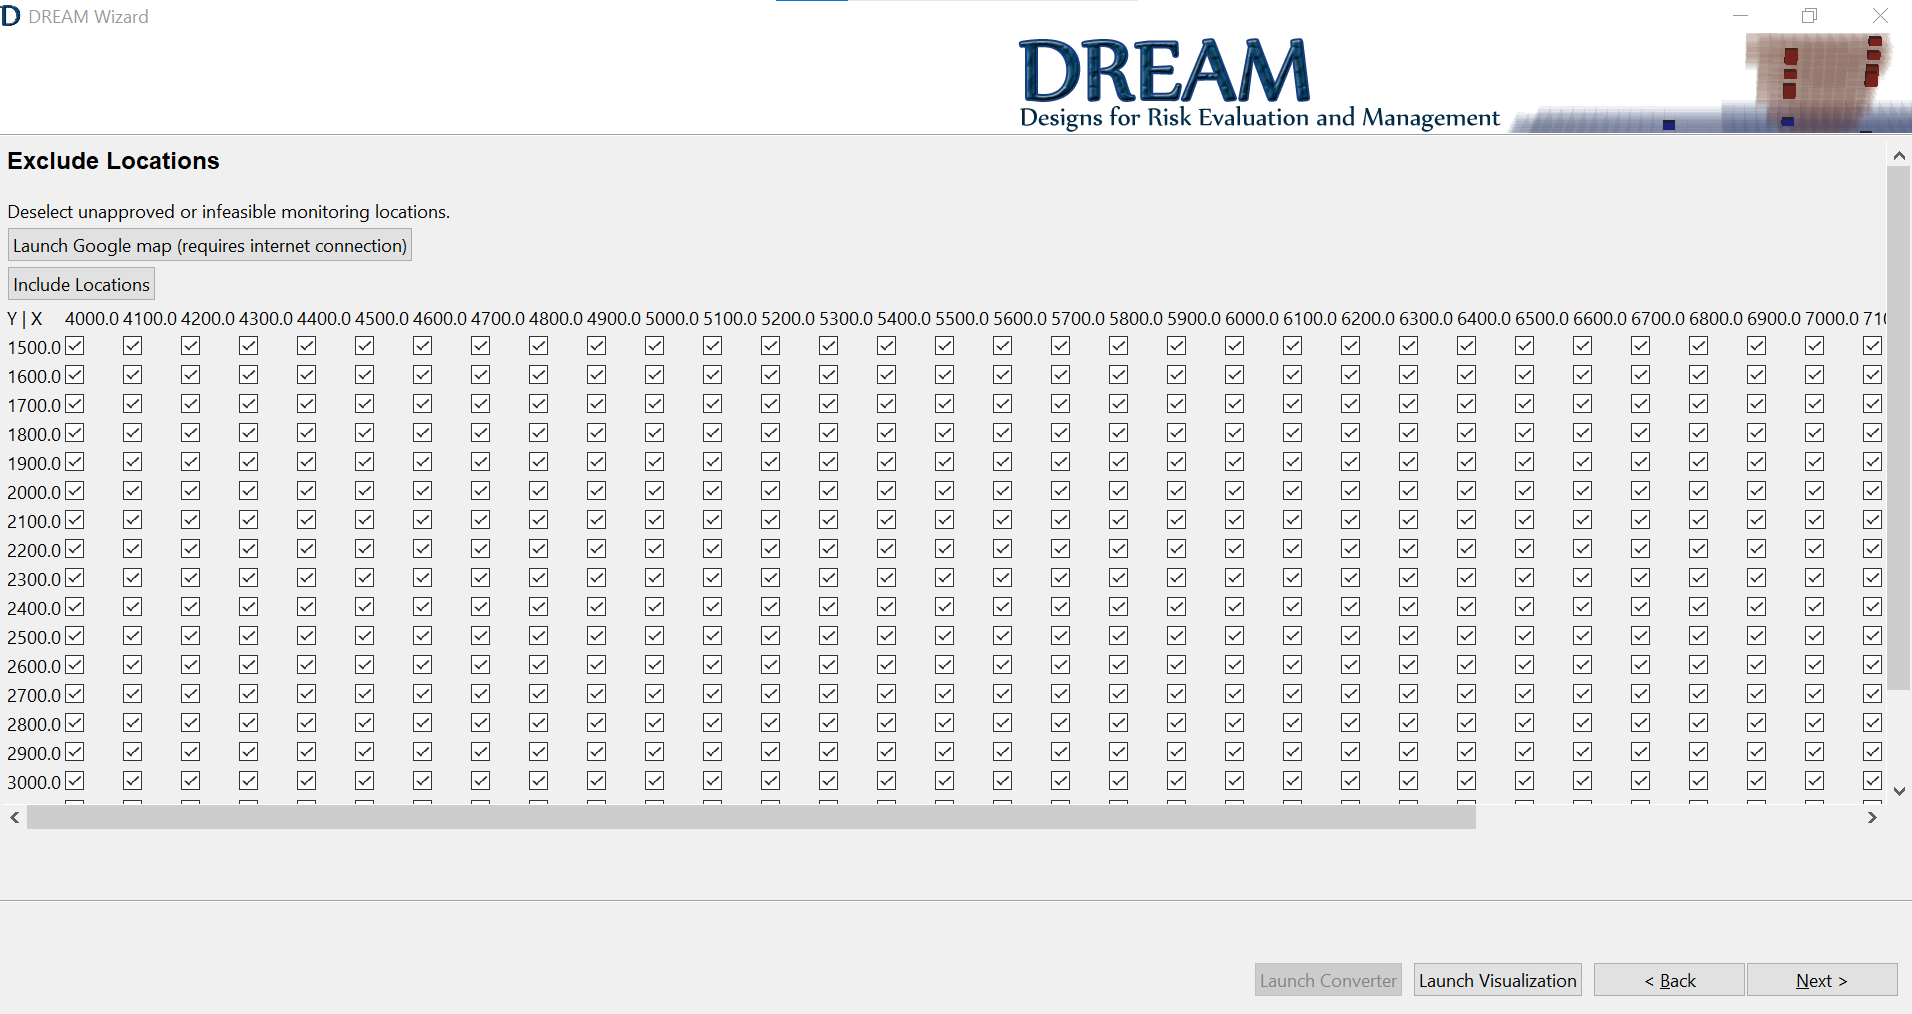 DREAM Wizard
DREAM
Designs for Risk Evaluation and Management
Exclude Locations
Deselect unapproved or infeasible monitoring locations.
Launch Google map (requires internet connection)
Include Locations
Y | X 4000.0 4100.0 4200.0 4300.0 4400.0 4500.0 4600.0 4700.0 4800.0 4900.0 5000.0 5100.0 5200.0 5300.0 5400.0 5500.0 5600.0 5700.0 5800.0 5900.0 6000.0 6100.0 6200.0 6300.0 6400.0 6500.0 6600.0 6700.0 6800.0 6900.0 7000.0
1500.0
1600.0
1700.0
1800.0
1900.0
2000.0
2100.0
2200.0
2300.0
2400.0
2500.0
2600.0
2700.0
2800.0
2900.0
3000.0
Launch Converter Launch Visualization < Back Next >